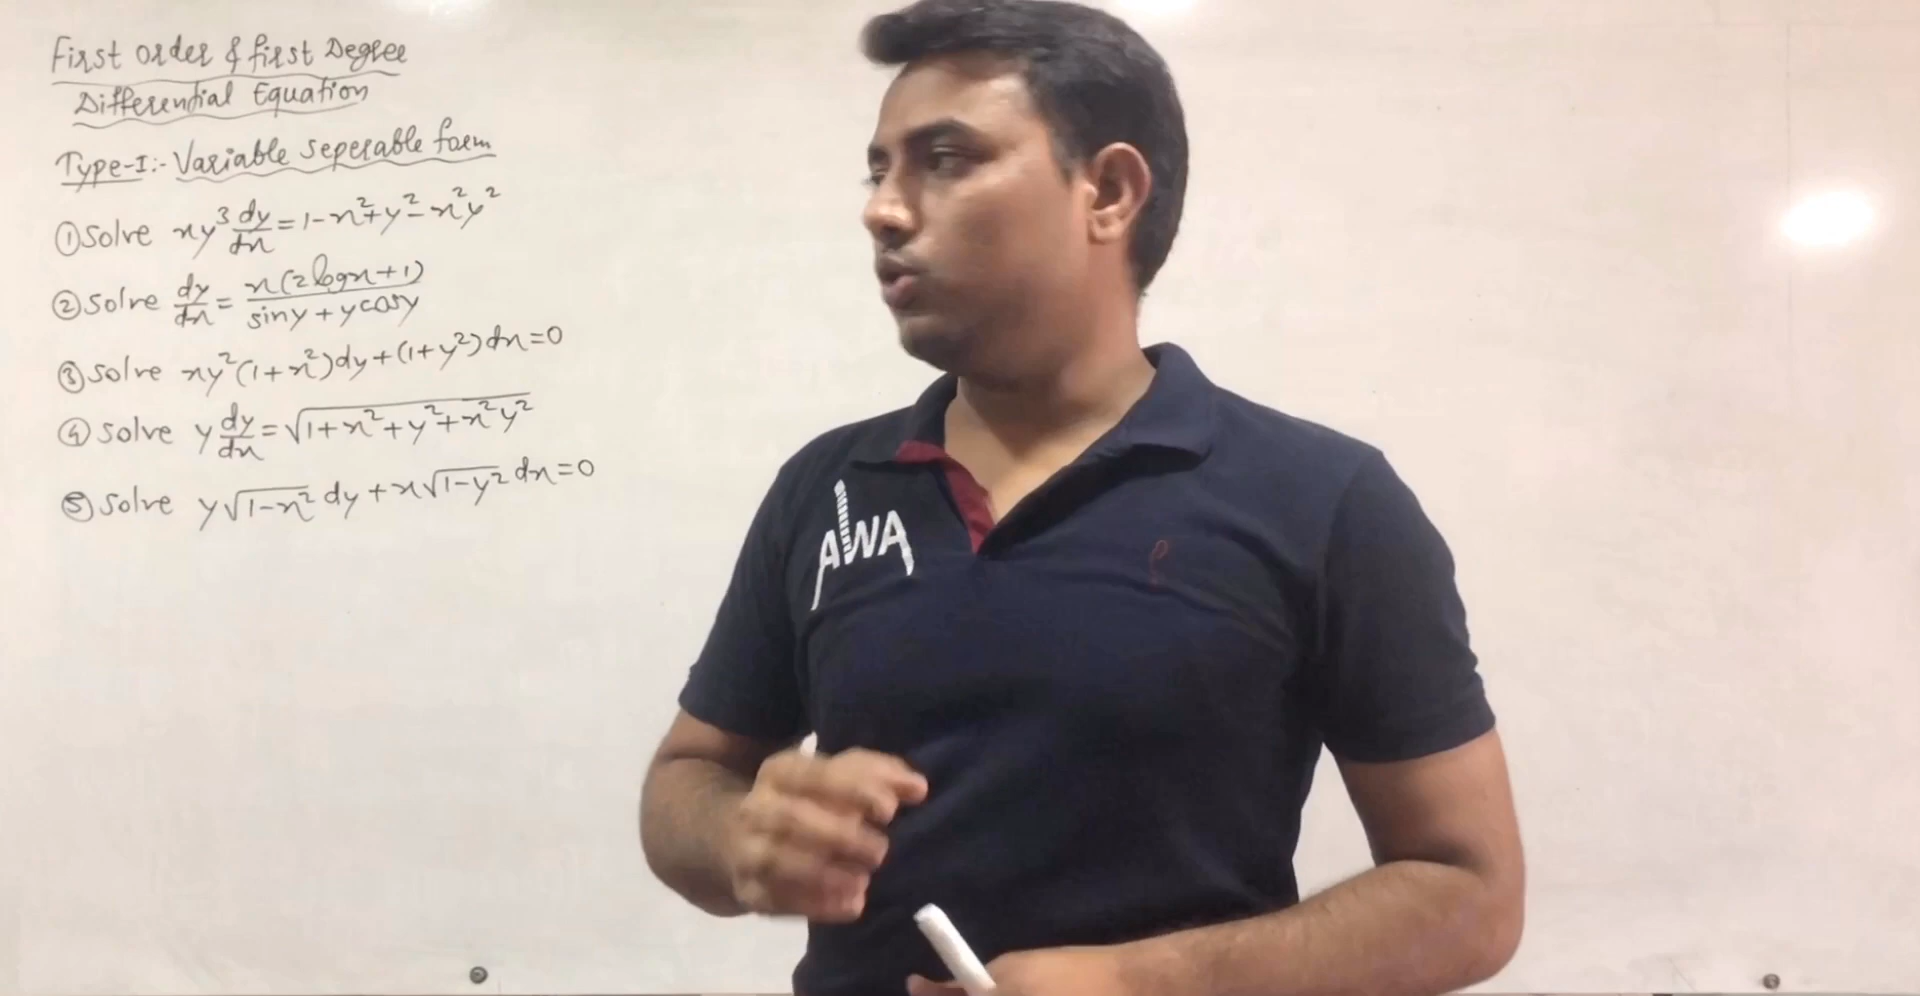 First order & first Degree
Differential Equation
Type-I:- Variable seperable form
① Solve xy³ dy/dx = 1 - x² + y² - x²y²
② Solve dy/dx = x(2logx+1)/(siny + ycosy)
③ Solve xy²(1+x²)dy + (1+y²)dx = 0
④ Solve y dy/dx = √(1+x²+y²+x²y²)
⑤ Solve y√(1-x²) dy + x√(1-y²) dx = 0
AWA